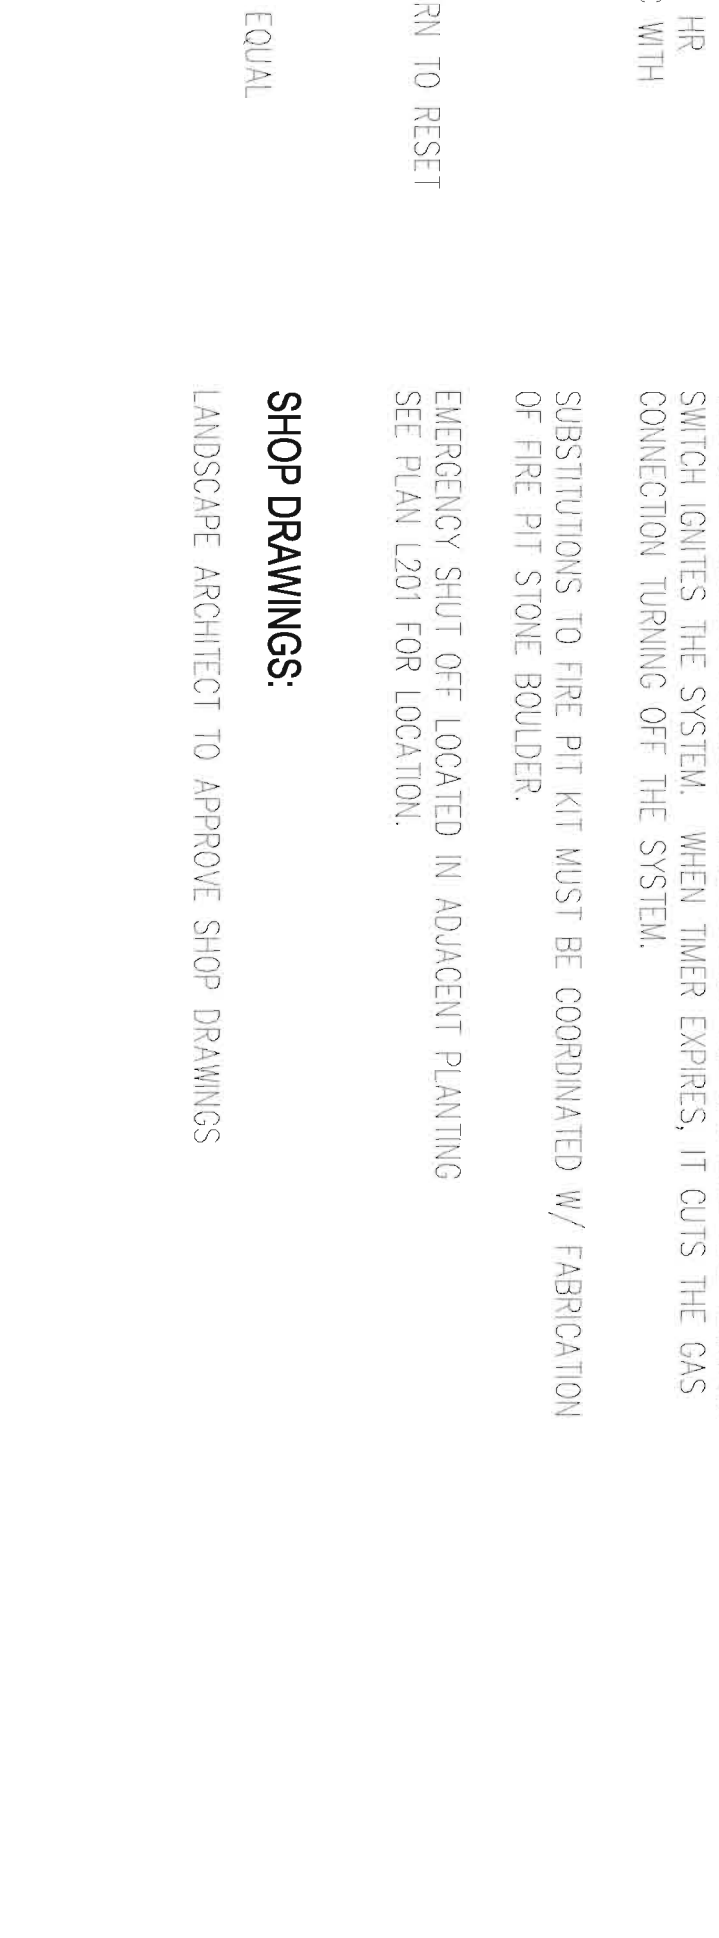 HR
WITH
RN TO RESET
EQUAL
SWITCH IGNITES THE SYSTEM. WHEN TIMER EXPIRES, IT CUTS THE GAS
CONNECTION TURNING OFF THE SYSTEM.
SUBSTITUTIONS TO FIRE PIT KIT MUST BE COORDINATED W/ FABRICATION
OF FIRE PIT STONE BOULDER.
EMERGENCY SHUT OFF LOCATED IN ADJACENT PLANTING
SEE PLAN L201 FOR LOCATION.
SHOP DRAWINGS:
LANDSCAPE ARCHITECT TO APPROVE SHOP DRAWINGS